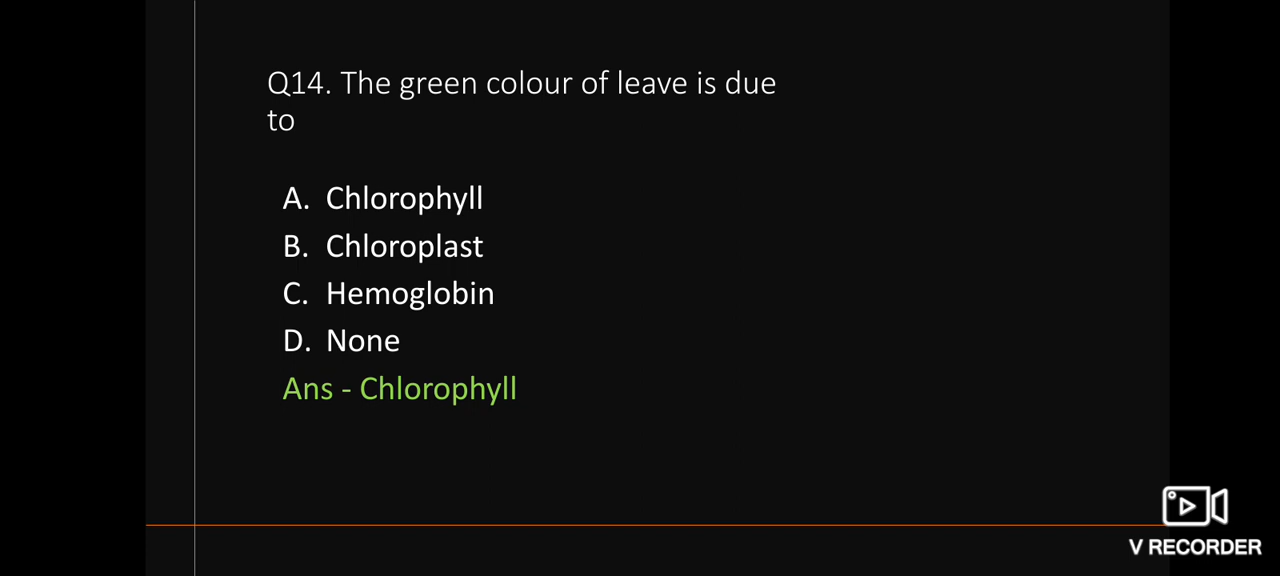 Q14. The green colour of leave is due
to
A. Chlorophyll
B. Chloroplast
C. Hemoglobin
D. None
Ans - Chlorophyll
V RECORDER